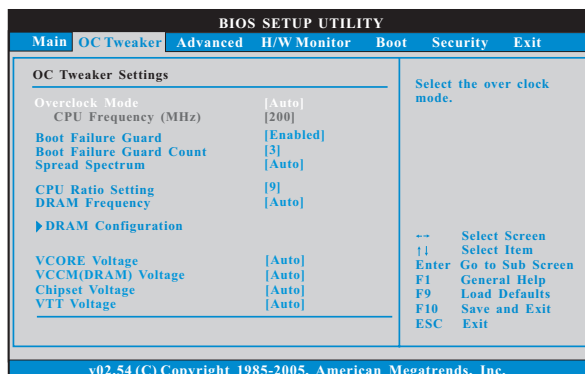 BIOS SETUP UTILITY
Main OC Tweaker Advanced H/W Monitor Boot Security Exit
OC Tweaker Settings
Overclock Mode [Auto]
CPU Frequency (MHz) [200]
Boot Failure Guard [Enabled]
Boot Failure Guard Count [3]
Spread Spectrum [Auto]
CPU Ratio Setting [9]
DRAM Frequency [Auto]
DRAM Configuration
VCORE Voltage [Auto]
VCCM(DRAM) Voltage [Auto]
Chipset Voltage [Auto]
VTT Voltage [Auto]
Select the over clock
mode.
←→ Select Screen
↑↓ Select Item
Enter Go to Sub Screen
F1 General Help
F9 Load Defaults
F10 Save and Exit
ESC Exit
v02.54 (C) Copyright 1985-2005, American Megatrends, Inc.